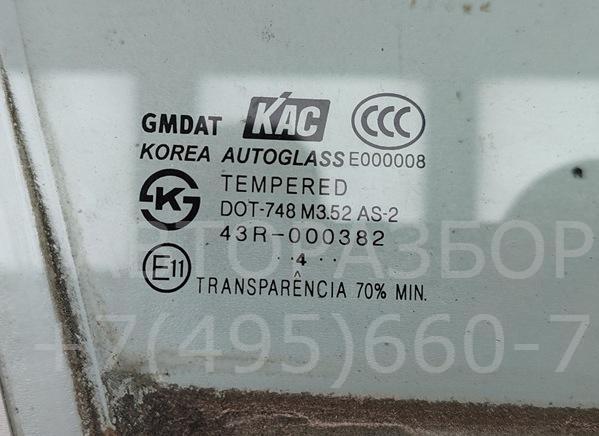 GMDAT KAC CCC
KOREA AUTOGLASS E000008
K TEMPERED
DOT-748 M3.52 AS-2
43R-000382
E11 ..4..
TRANSPARÊNCIA 70% MIN.
АВТОРАЗБОР
+7(495)660-7